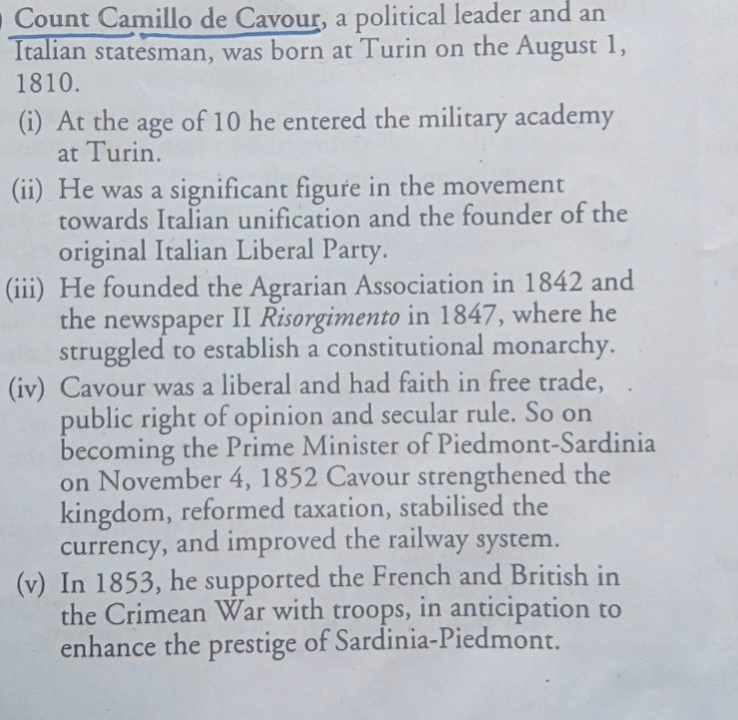 Count Camillo de Cavour, a political leader and an
Italian statesman, was born at Turin on the August 1,
1810.
(i) At the age of 10 he entered the military academy
at Turin.
(ii) He was a significant figure in the movement
towards Italian unification and the founder of the
original Italian Liberal Party.
(iii) He founded the Agrarian Association in 1842 and
the newspaper II Risorgimento in 1847, where he
struggled to establish a constitutional monarchy.
(iv) Cavour was a liberal and had faith in free trade,
public right of opinion and secular rule. So on
becoming the Prime Minister of Piedmont-Sardinia
on November 4, 1852 Cavour strengthened the
kingdom, reformed taxation, stabilised the
currency, and improved the railway system.
(v) In 1853, he supported the French and British in
the Crimean War with troops, in anticipation to
enhance the prestige of Sardinia-Piedmont.